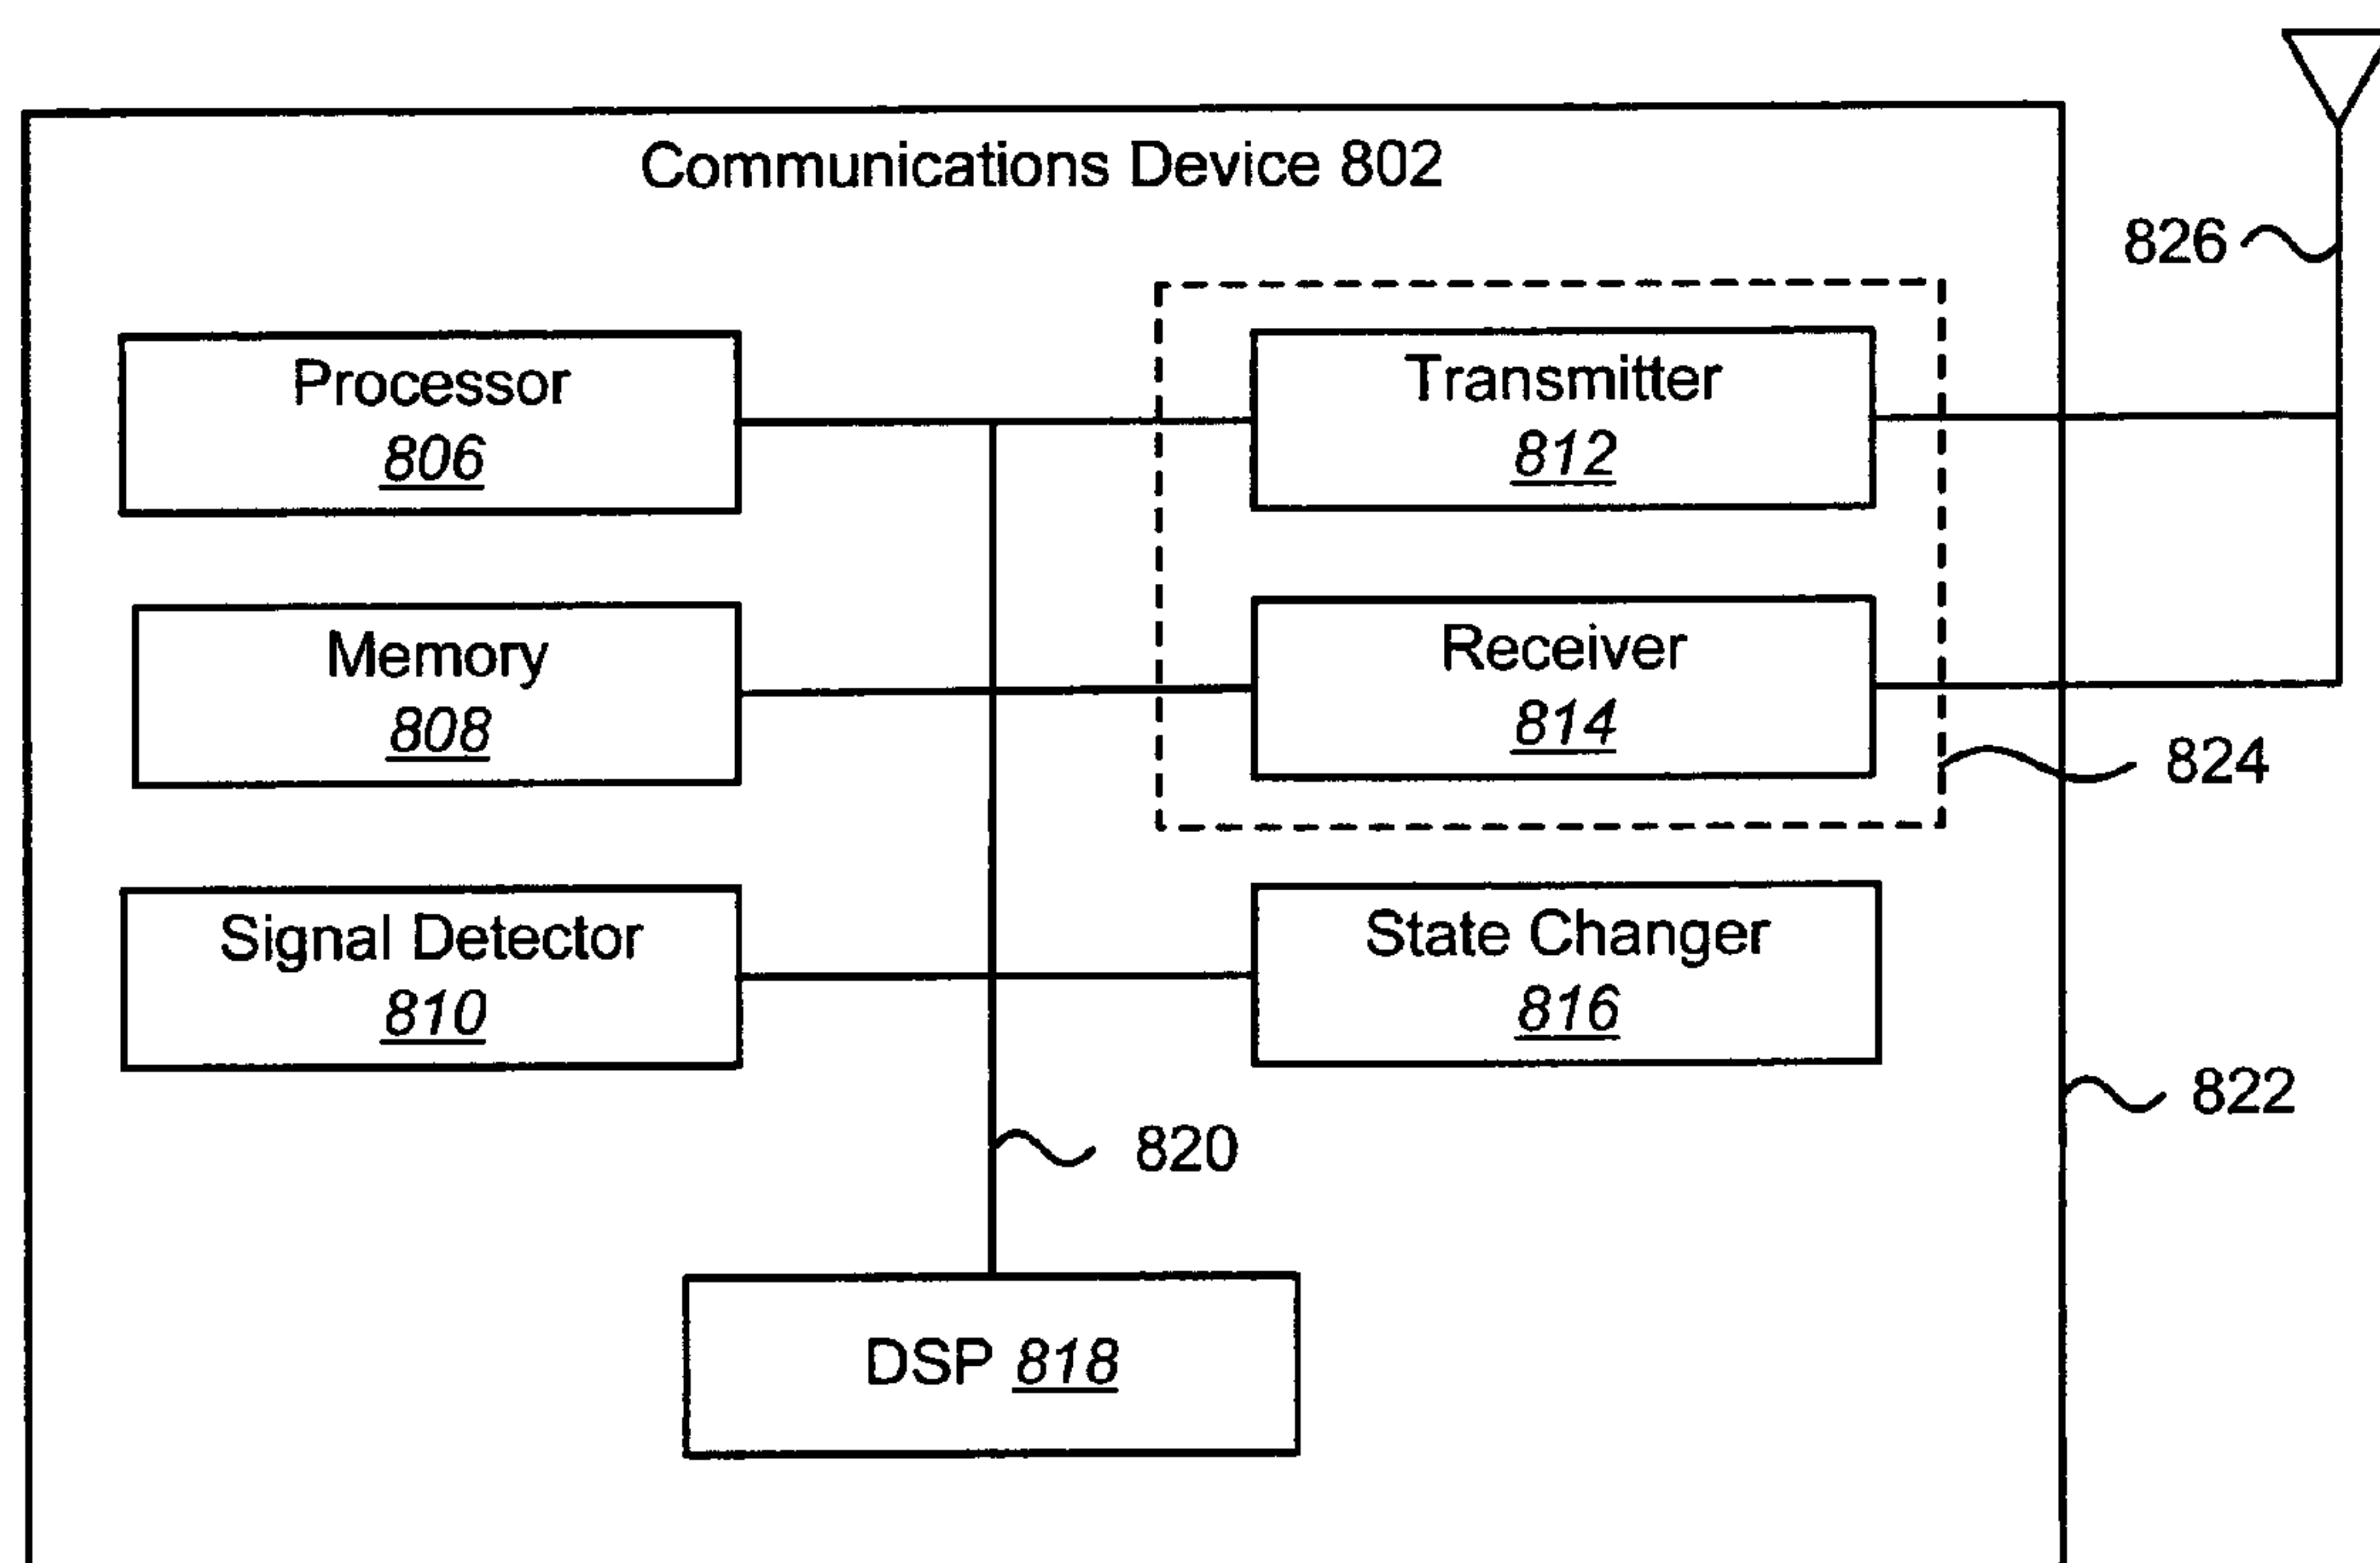 Communications Device 802
826
Processor
806
Transmitter
812
Memory
808
Receiver
814
824
Signal Detector
810
State Changer
816
822
820
DSP 818